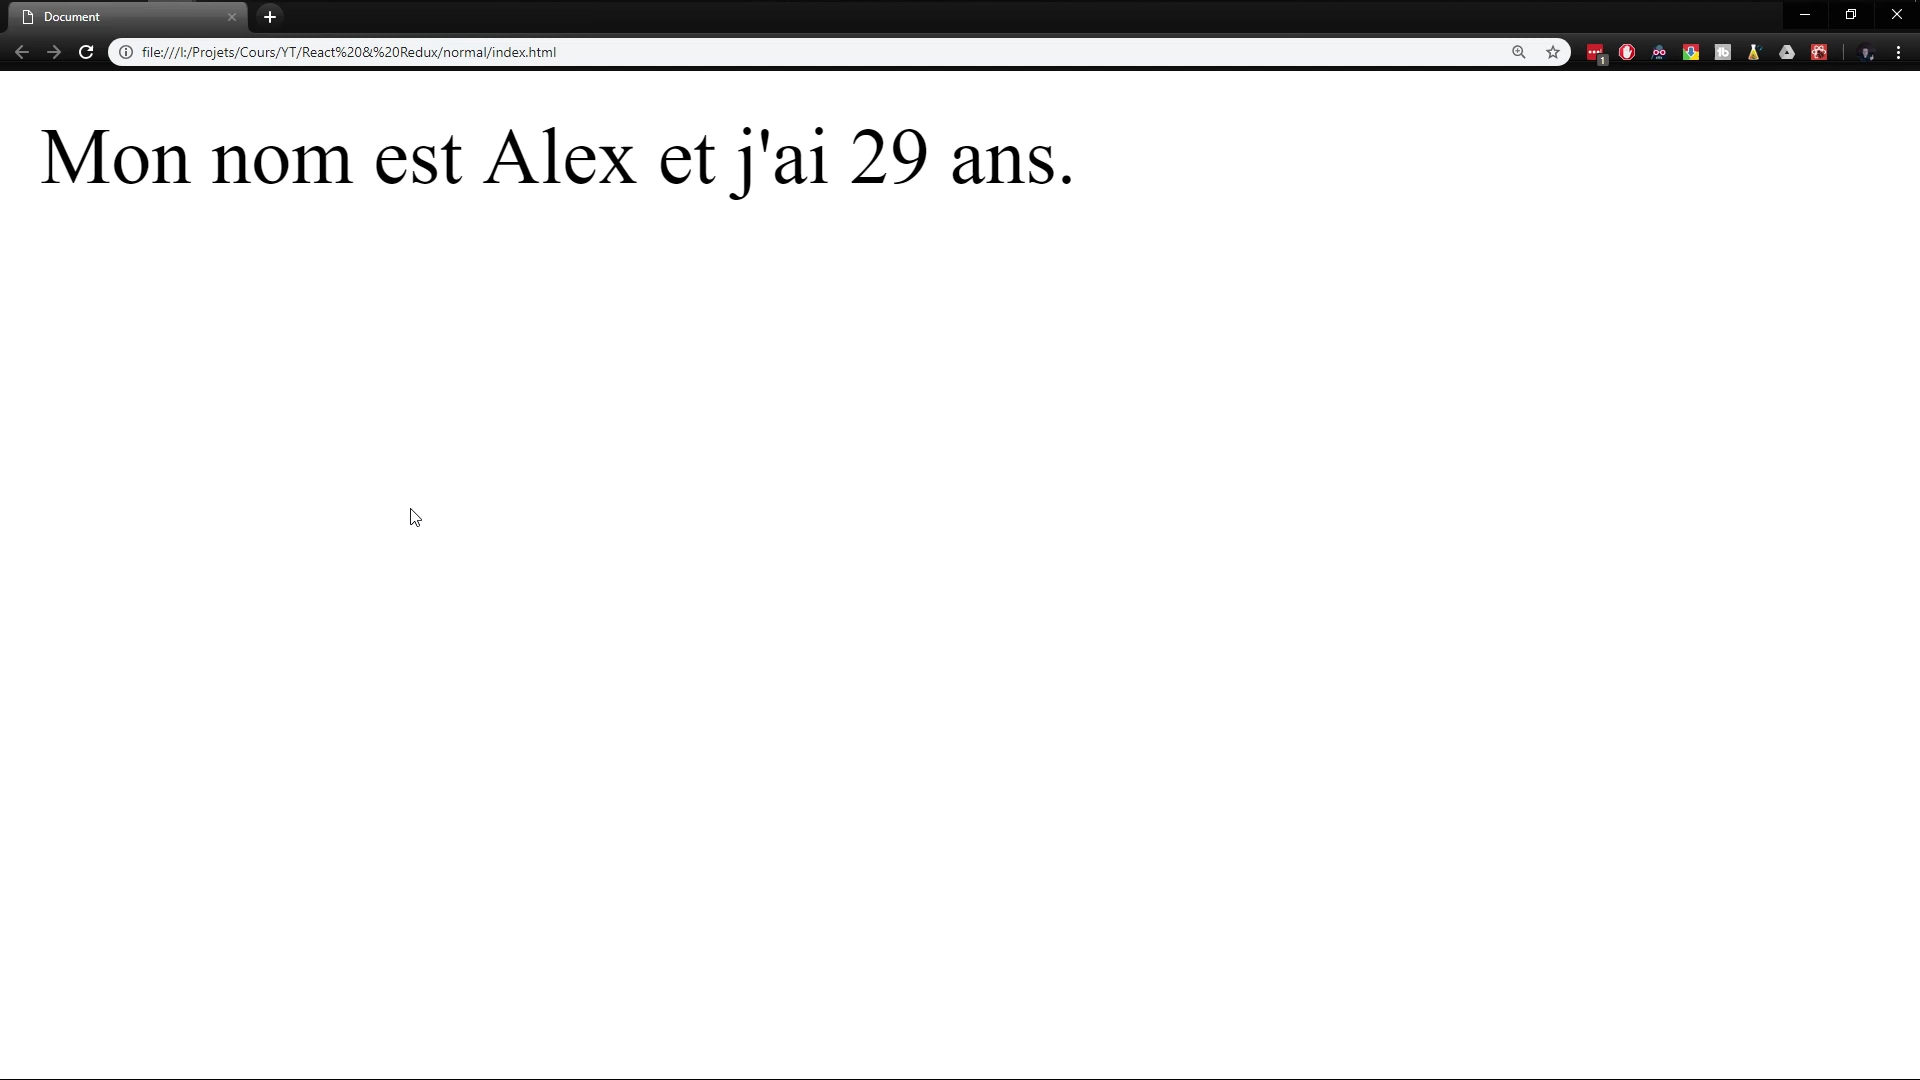 Document
file:///I:/Projets/Cours/YT/React%20&%20Redux/normal/index.html
1
Mon nom est Alex et j'ai 29 ans.